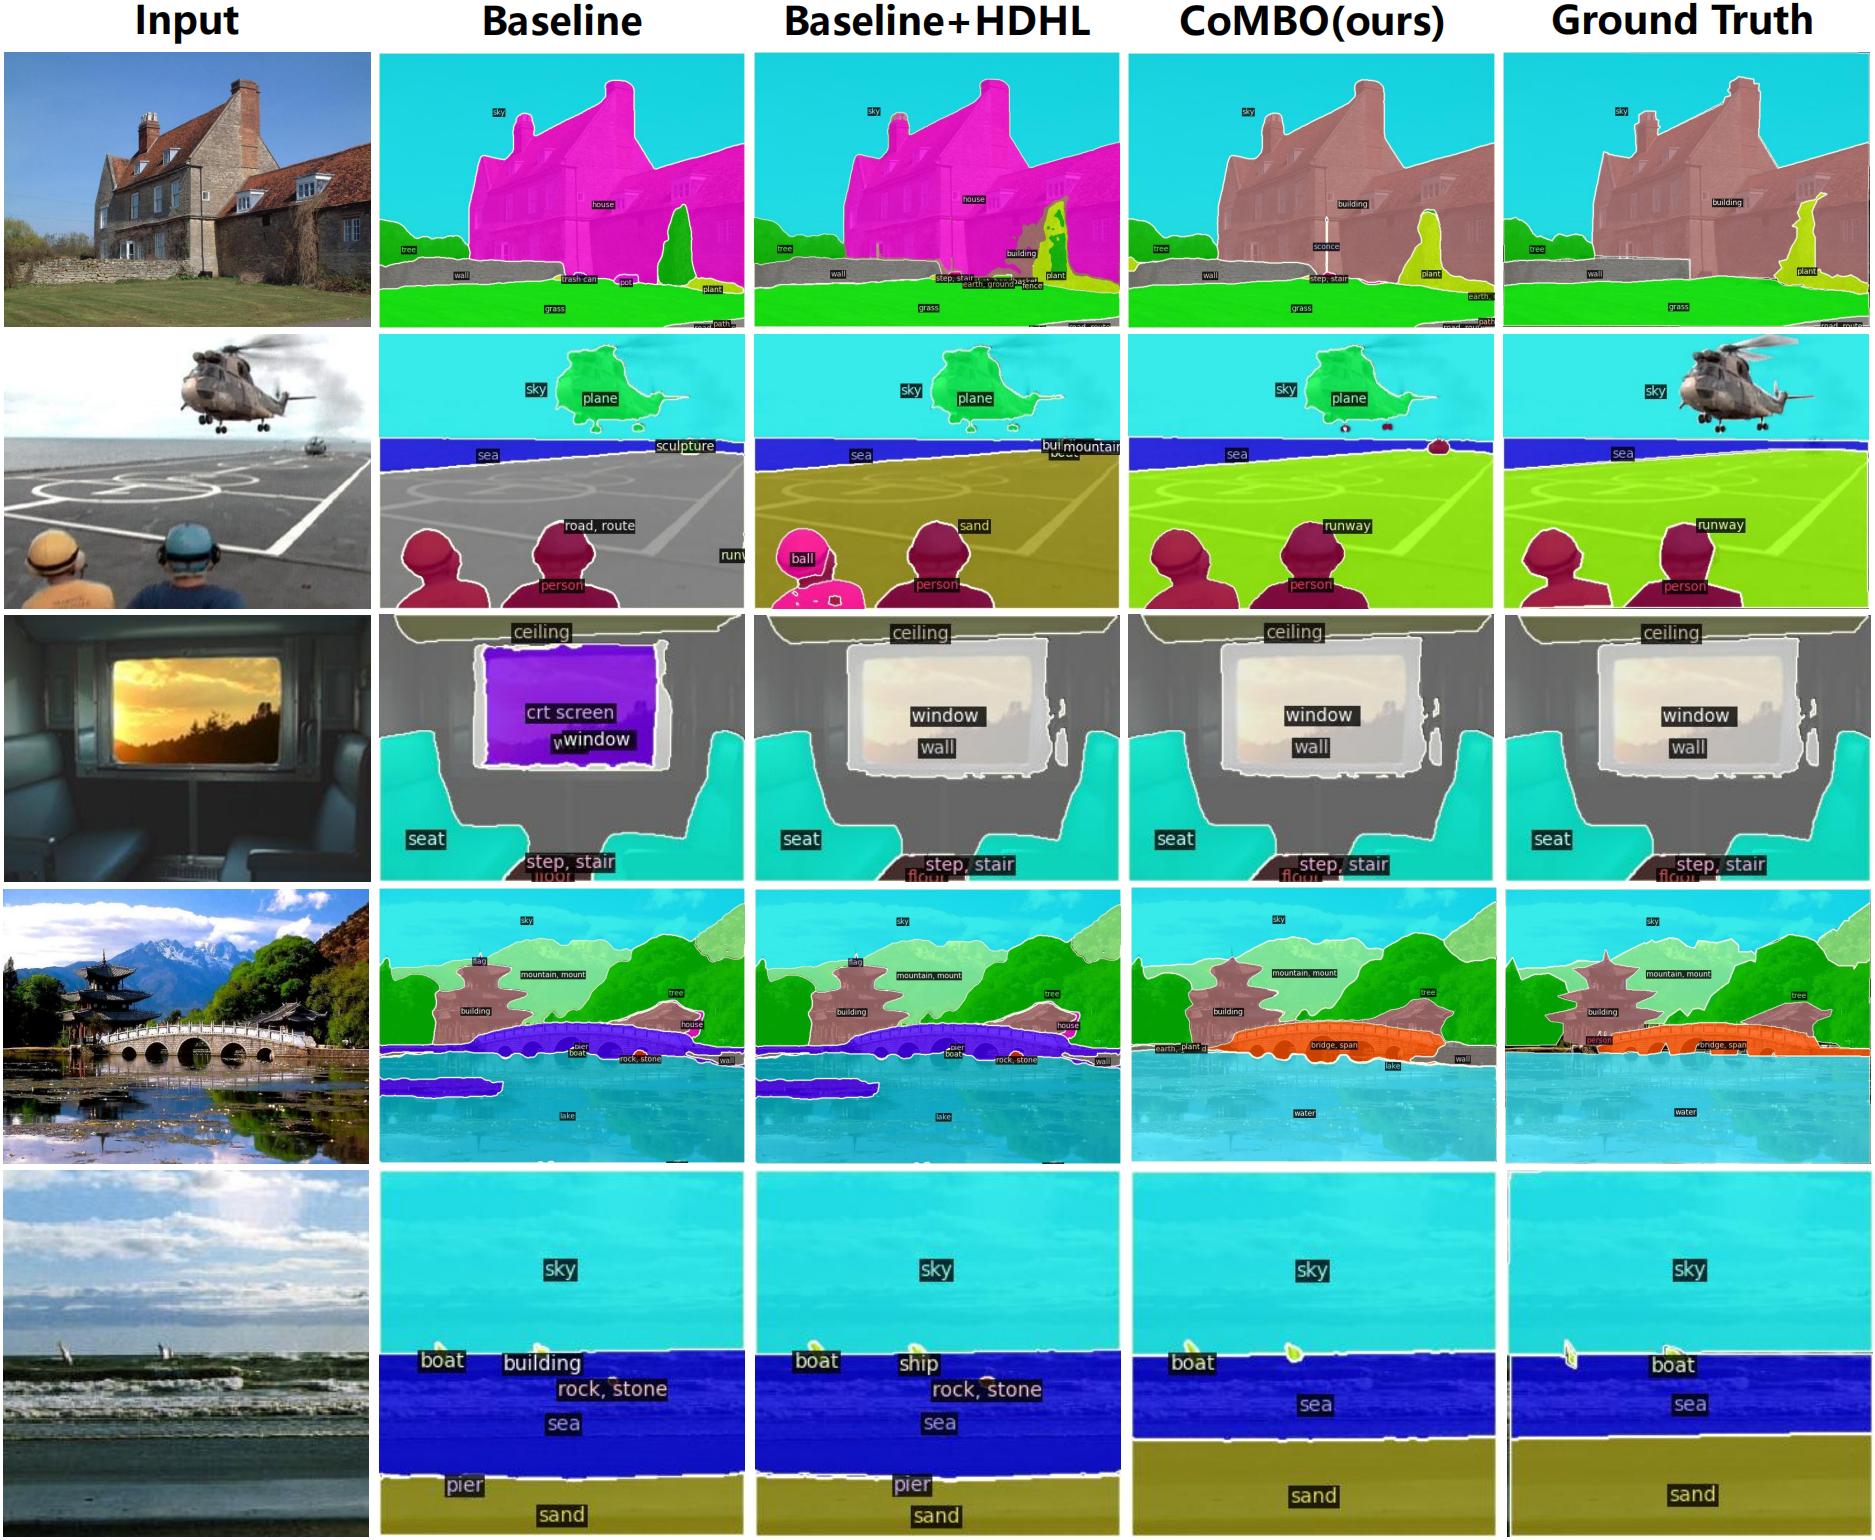 Input Baseline Baseline+HDHL CoMBO(ours) Ground Truth
sky sky sky sky
house house building building
tree tree sconce tree tree
building
wall wall wall wall
trash can pot plant step, stair earth, ground fence plant step, stair plant plant
grass grass earth, grass grass
road path road, route path road, route
sky plane sky plane sky plane sky
sea sculpture sea mountain sea sea
road, route sand runway runway
ball
person person person person
ceiling ceiling ceiling ceiling
crt screen window window window
window wall wall wall
seat seat seat seat
step, stair step, stair step, stair step, stair
floor floor floor floor
sky sky sky sky
flag flag
mountain, mount mountain, mount mountain, mount mountain, mount
tree tree tree tree
building building building building
house house
pier pier person
boat rock, stone wall boat rock, stone wall earth, plant bridge, span wall bridge, span
lake
lake lake water water
sky sky sky sky
boat building boat ship boat boat
rock, stone rock, stone
sea sea sea sea
pier pier
sand sand sand sand